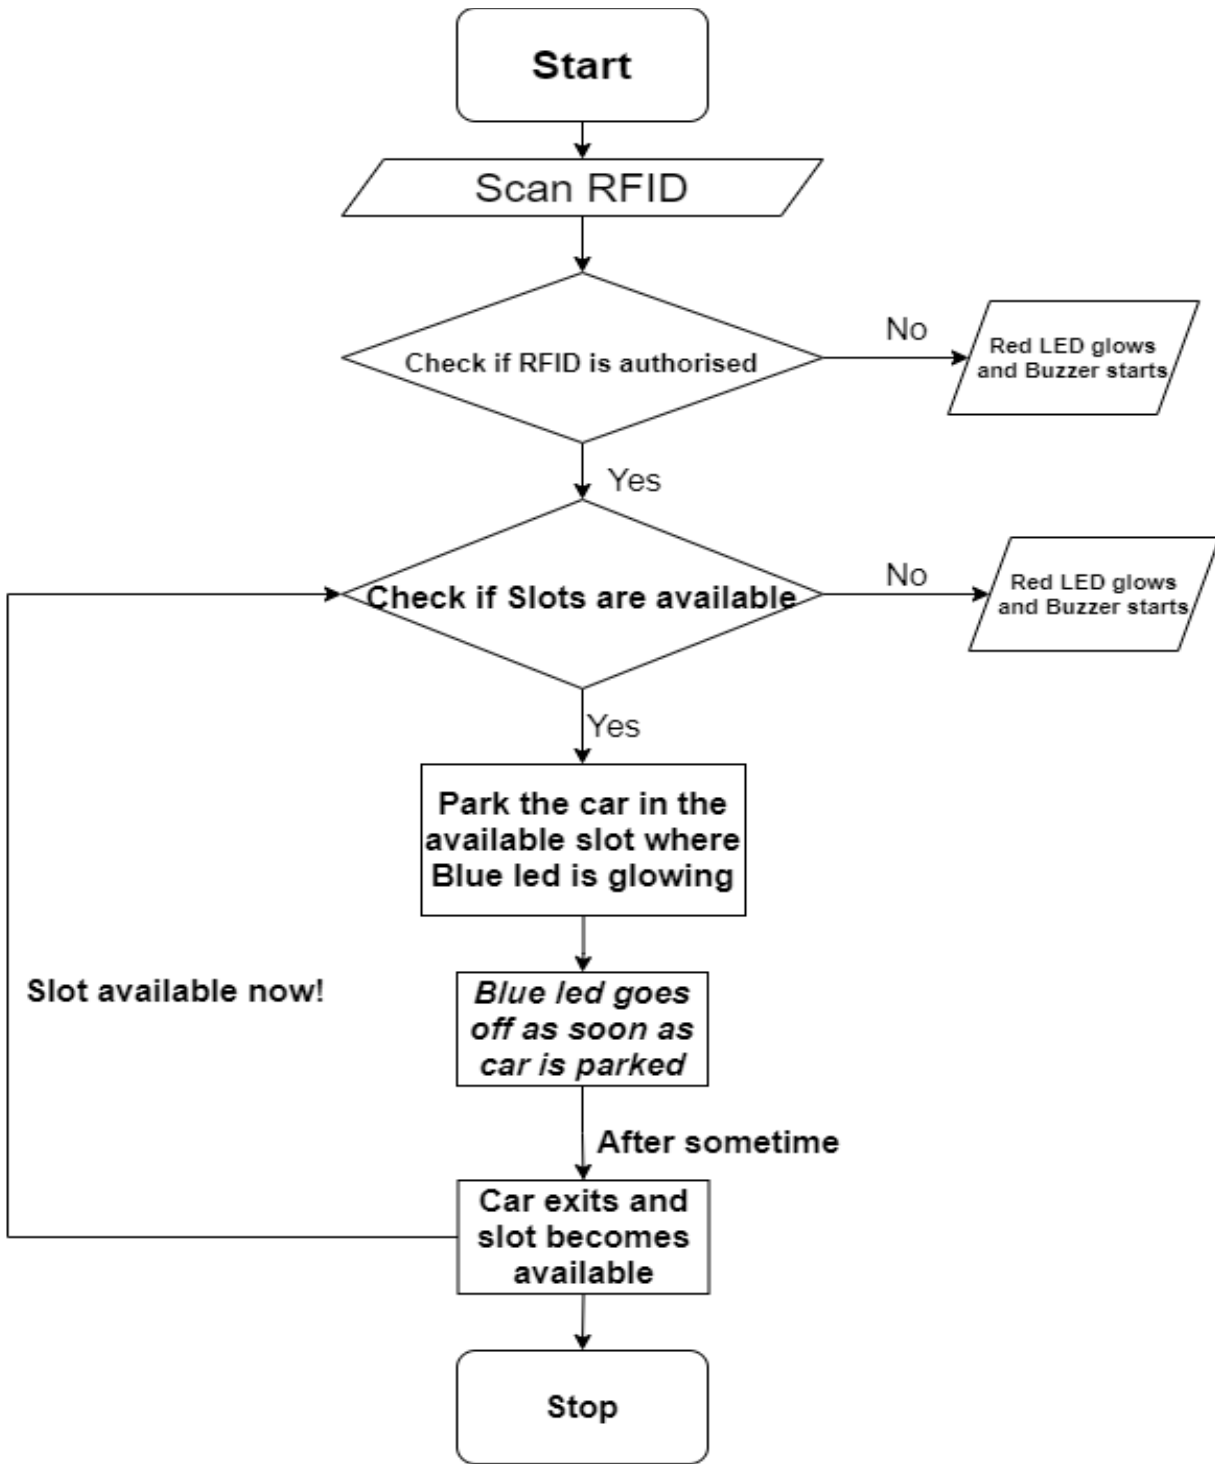 Start
Scan RFID
Check if RFID is authorised
No
Red LED glows
and Buzzer starts
Yes
Check if Slots are available
No
Red LED glows
and Buzzer starts
Yes
Park the car in the
available slot where
Blue led is glowing
Slot available now!
Blue led goes
off as soon as
car is parked
After sometime
Car exits and
slot becomes
available
Stop